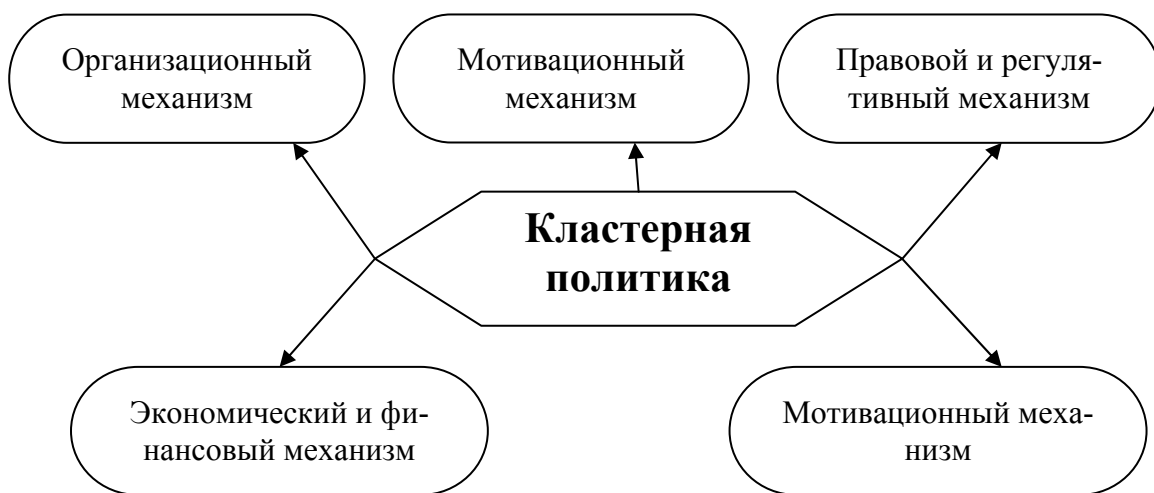 Организационный
механизм
Мотивационный
механизм
Правовой и регуля-
тивный механизм
Кластерная
политика
Экономический и фи-
нансовый механизм
Мотивационный меха-
низм